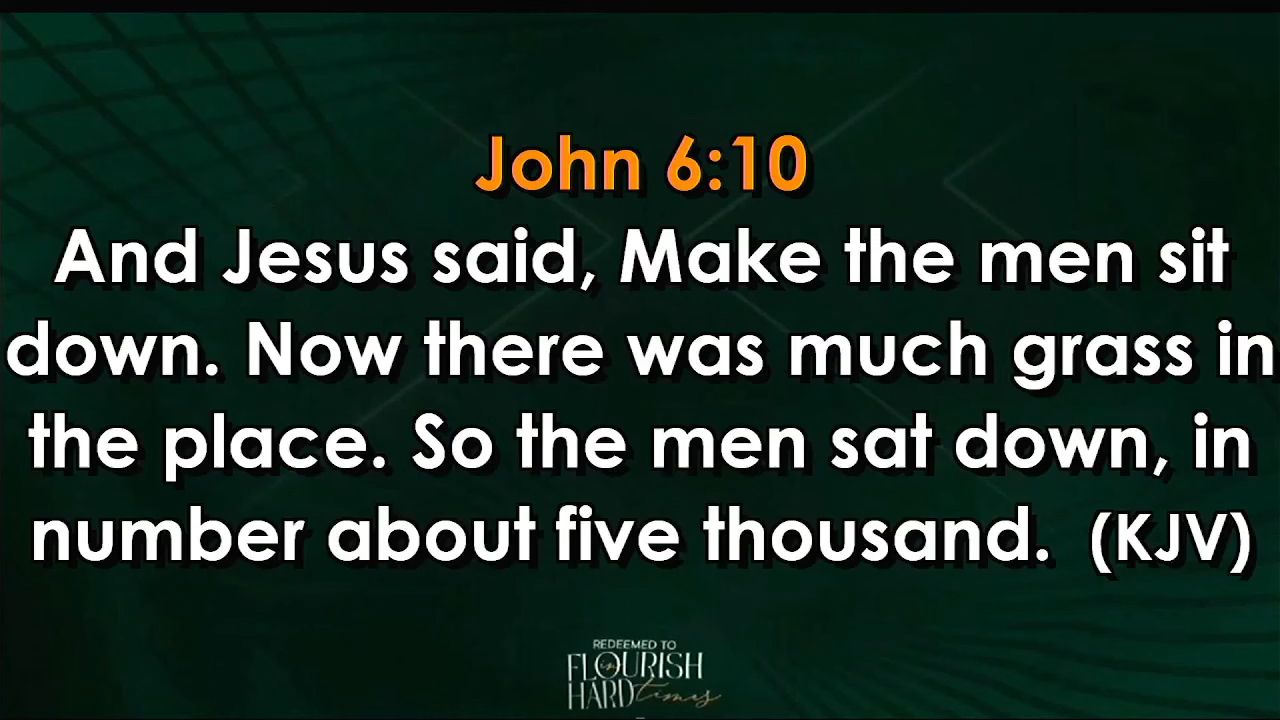 John 6:10
And Jesus said, Make the men sit
down. Now there was much grass in
the place. So the men sat down, in
number about five thousand. (KJV)
REDEEMED TO
FLOURISH
in
HARD times